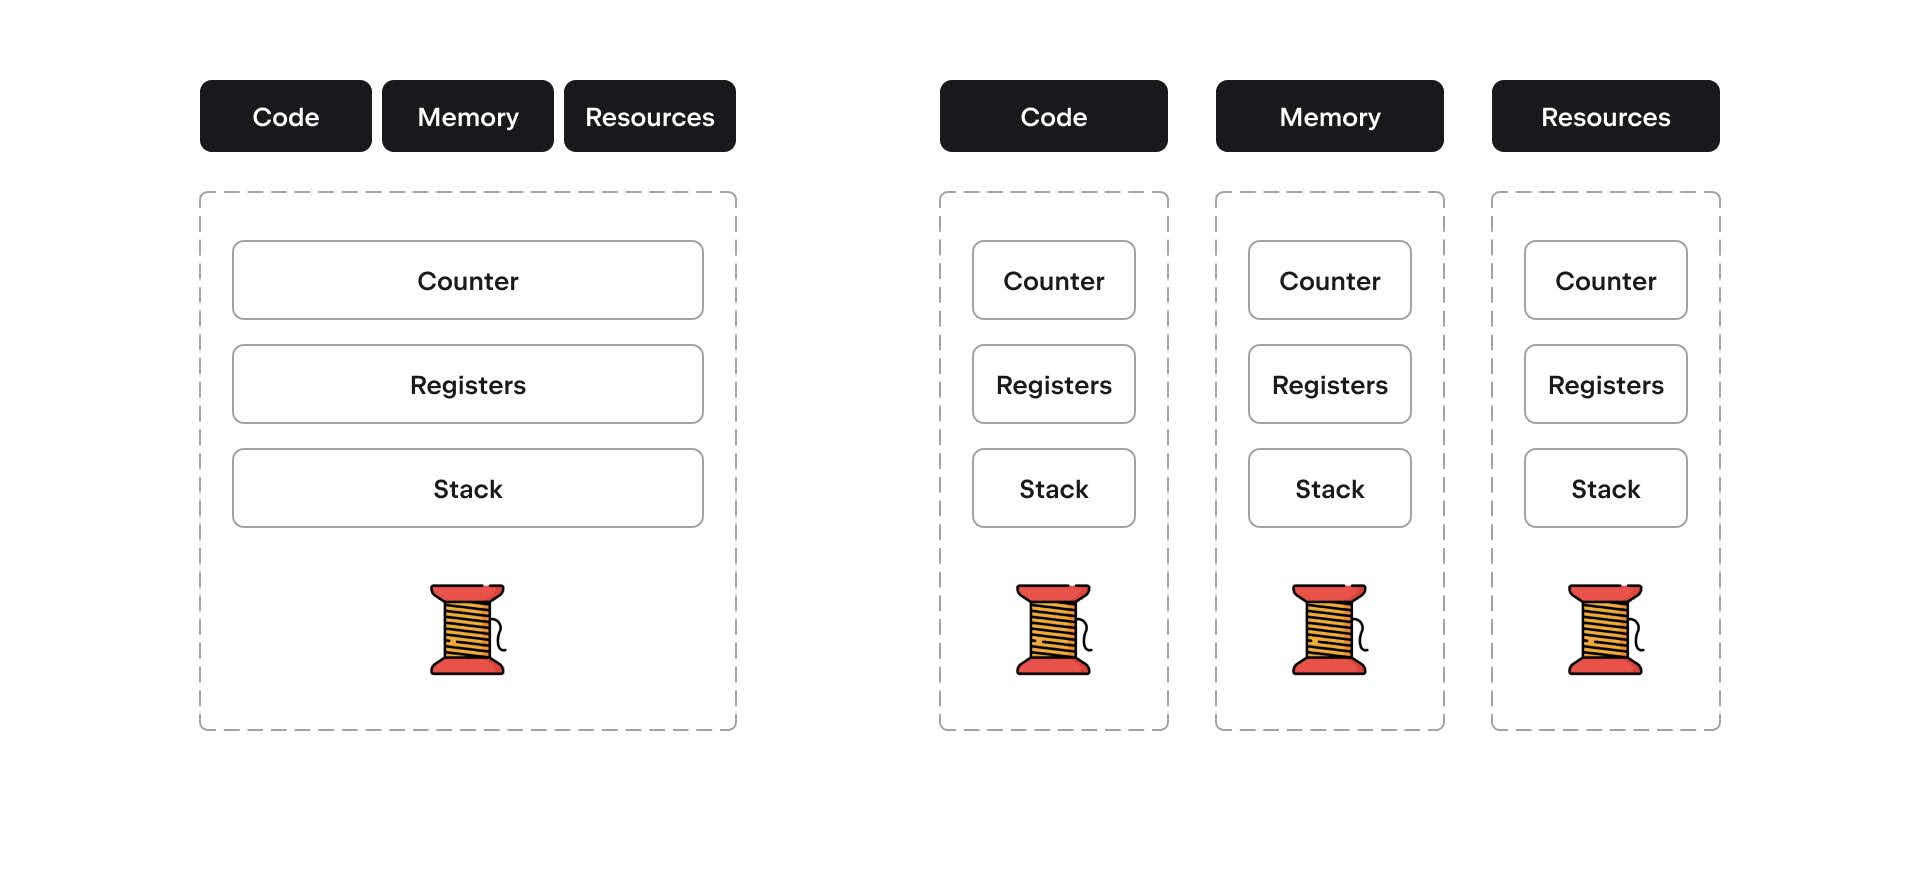 Code Memory Resources
Counter
Registers
Stack
Code Memory Resources
Counter Counter Counter
Registers Registers Registers
Stack Stack Stack